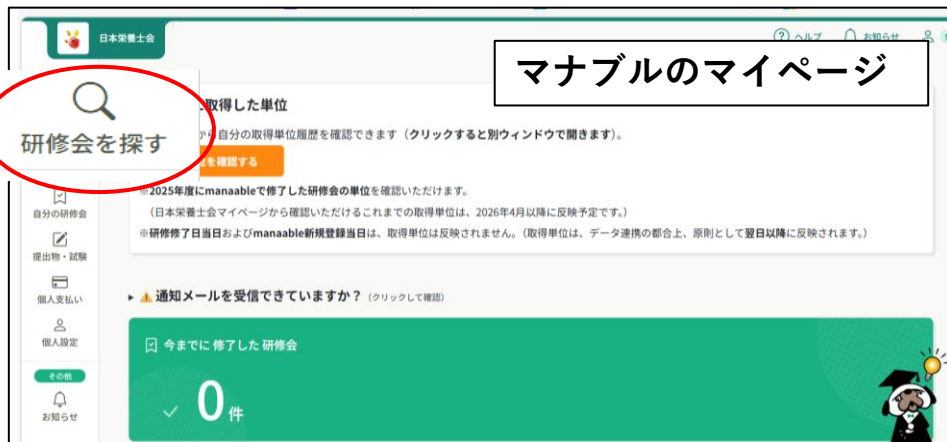 日本栄養士会
ヘルプ
お知らせ
マナブルのマイページ
研修会を探す
取得した単位
から自分の取得単位履歴を確認できます（クリックすると別ウィンドウで開きます）。
を確認する
※2025年度にmanaableで修了した研修会の単位を確認いただけます。
（日本栄養士会マイページから確認いただけるこれまでの取得単位は、2026年4月以降に反映予定です。）
※研修修了日当日およびmanaable新規登録当日は、取得単位は反映されません。（取得単位は、データ連携の都合上、原則として翌日以降に反映されます。）
自分の研修会
提出物・試験
個人支払い
個人設定
その他
お知らせ
通知メールを受信できていますか？（クリックして確認）
今までに修了した研修会
0件